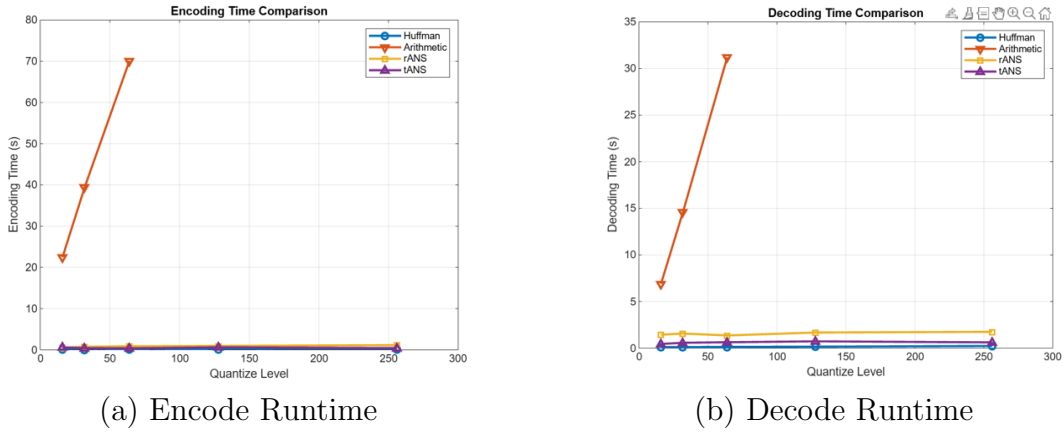 Encoding Time Comparison
Encoding Time (s)
80
70
60
50
40
30
20
10
0
Huffman
Arithmetic
rANS
tANS
0 50 100 150 200 250 300
Quantize Level
(a) Encode Runtime
Decoding Time Comparison
Decoding Time (s)
35
30
25
20
15
10
5
0
Huffman
Arithmetic
rANS
tANS
0 50 100 150 200 250 300
Quantize Level
(b) Decode Runtime